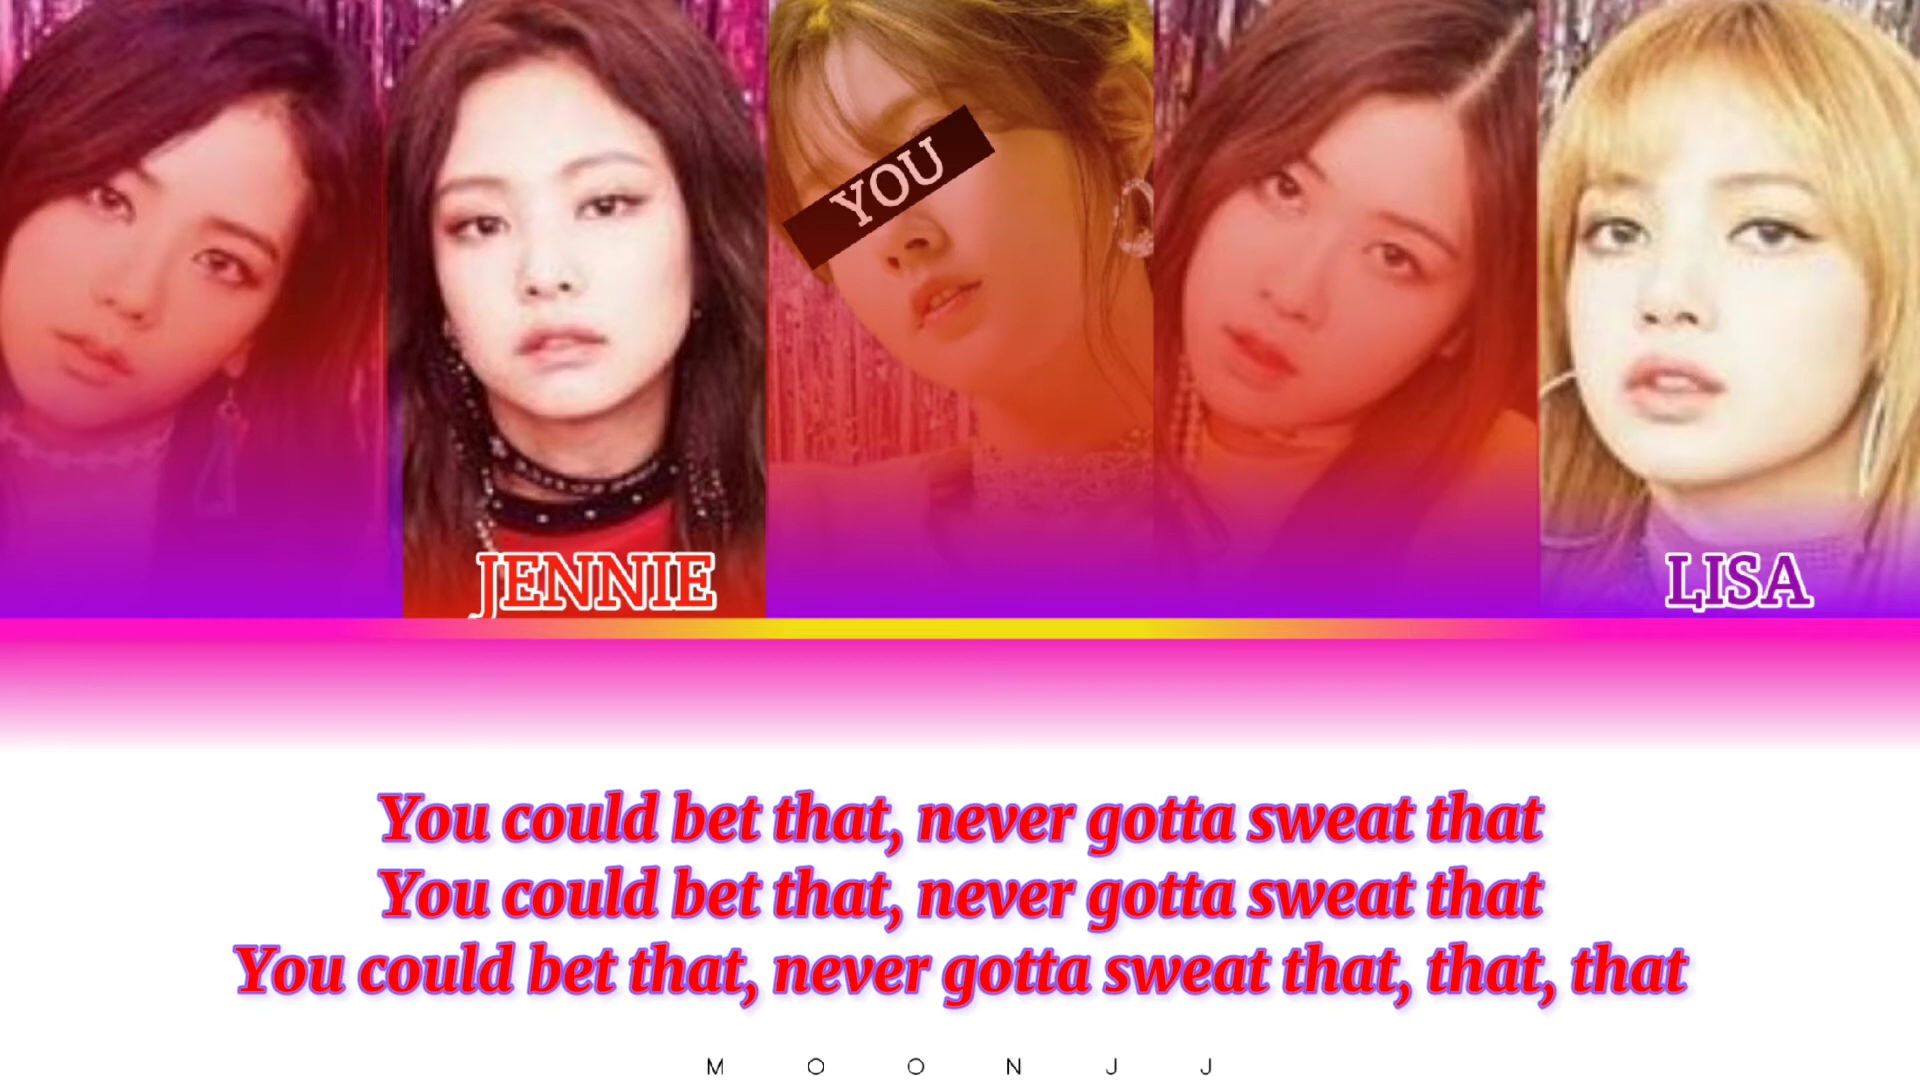 YOU
JENNIE
LISA
You could bet that, never gotta sweat that
You could bet that, never gotta sweat that
You could bet that, never gotta sweat that, that, that
MOONJJ